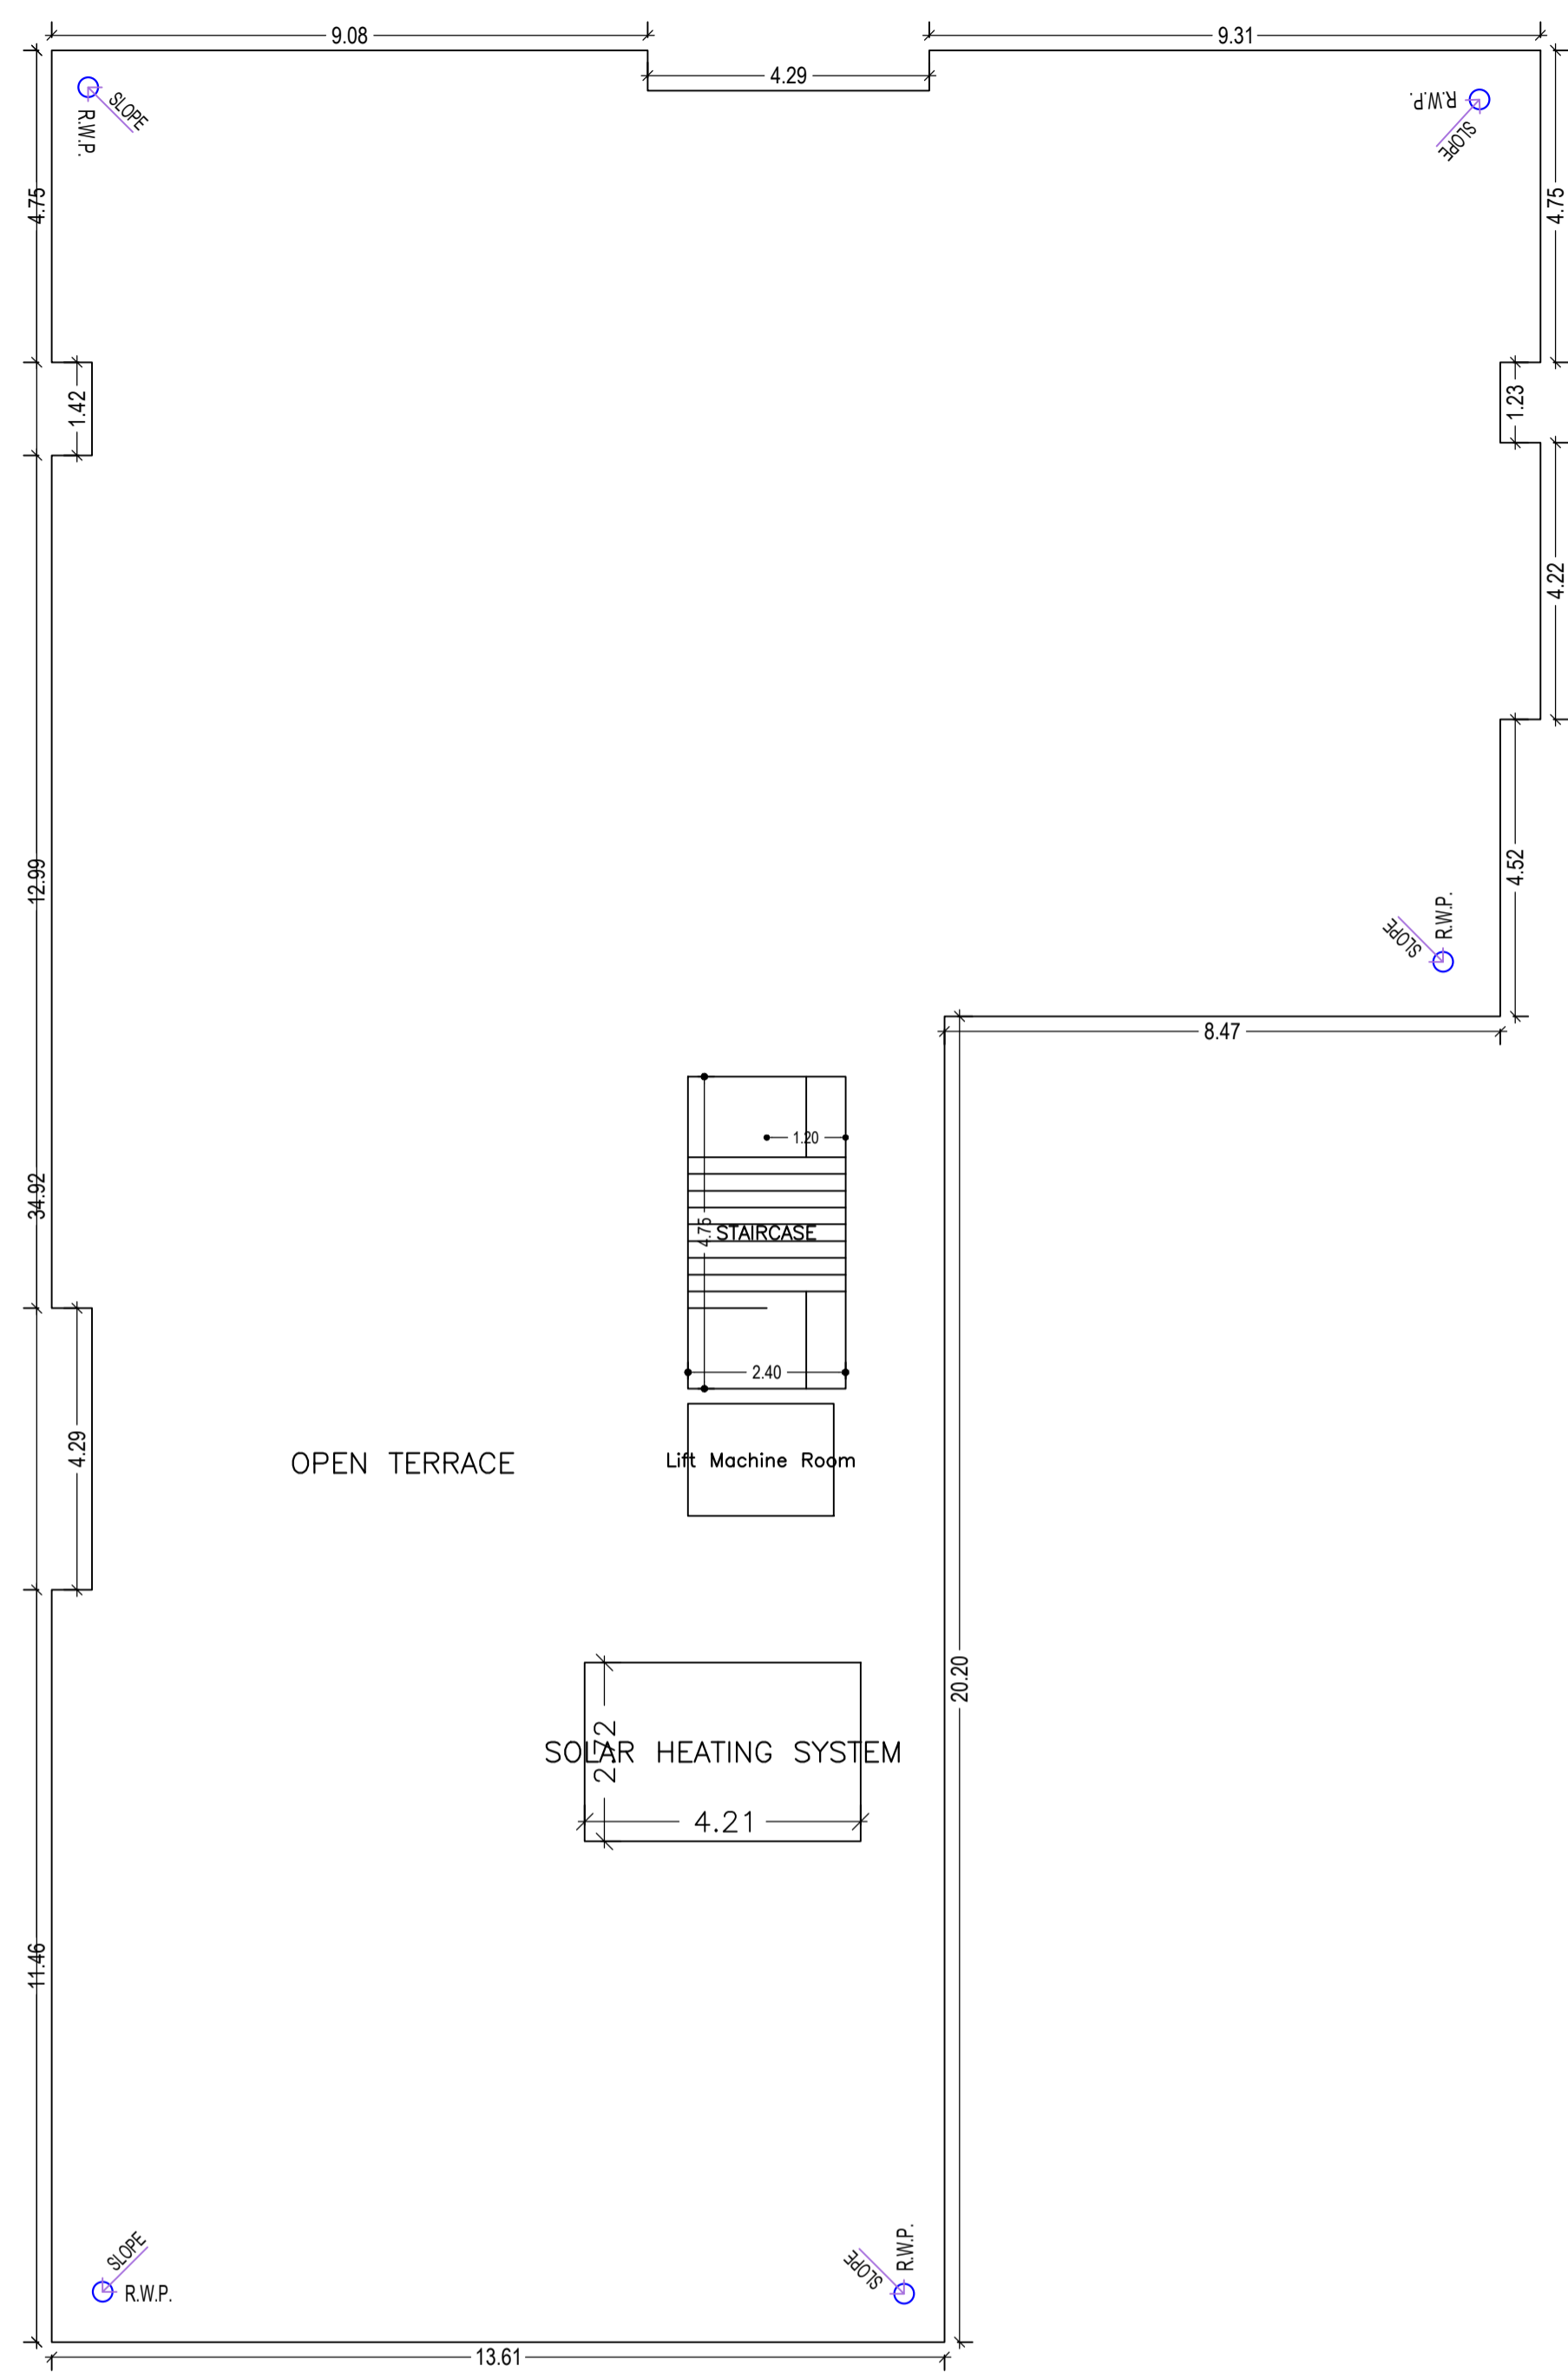 9.08
9.31
4.29
SLOPE
R.W.P.
R.W.P.
SLOPE
4.75
4.75
1.42
1.23
4.22
12.99
4.52
R.W.P.
SLOPE
8.47
1.20
34.92
4.75
STAIRCASE
2.40
4.29
OPEN TERRACE
Lift Machine Room
20.20
2.72
SOLAR HEATING SYSTEM
4.21
11.46
SLOPE
R.W.P.
R.W.P.
SLOPE
13.61